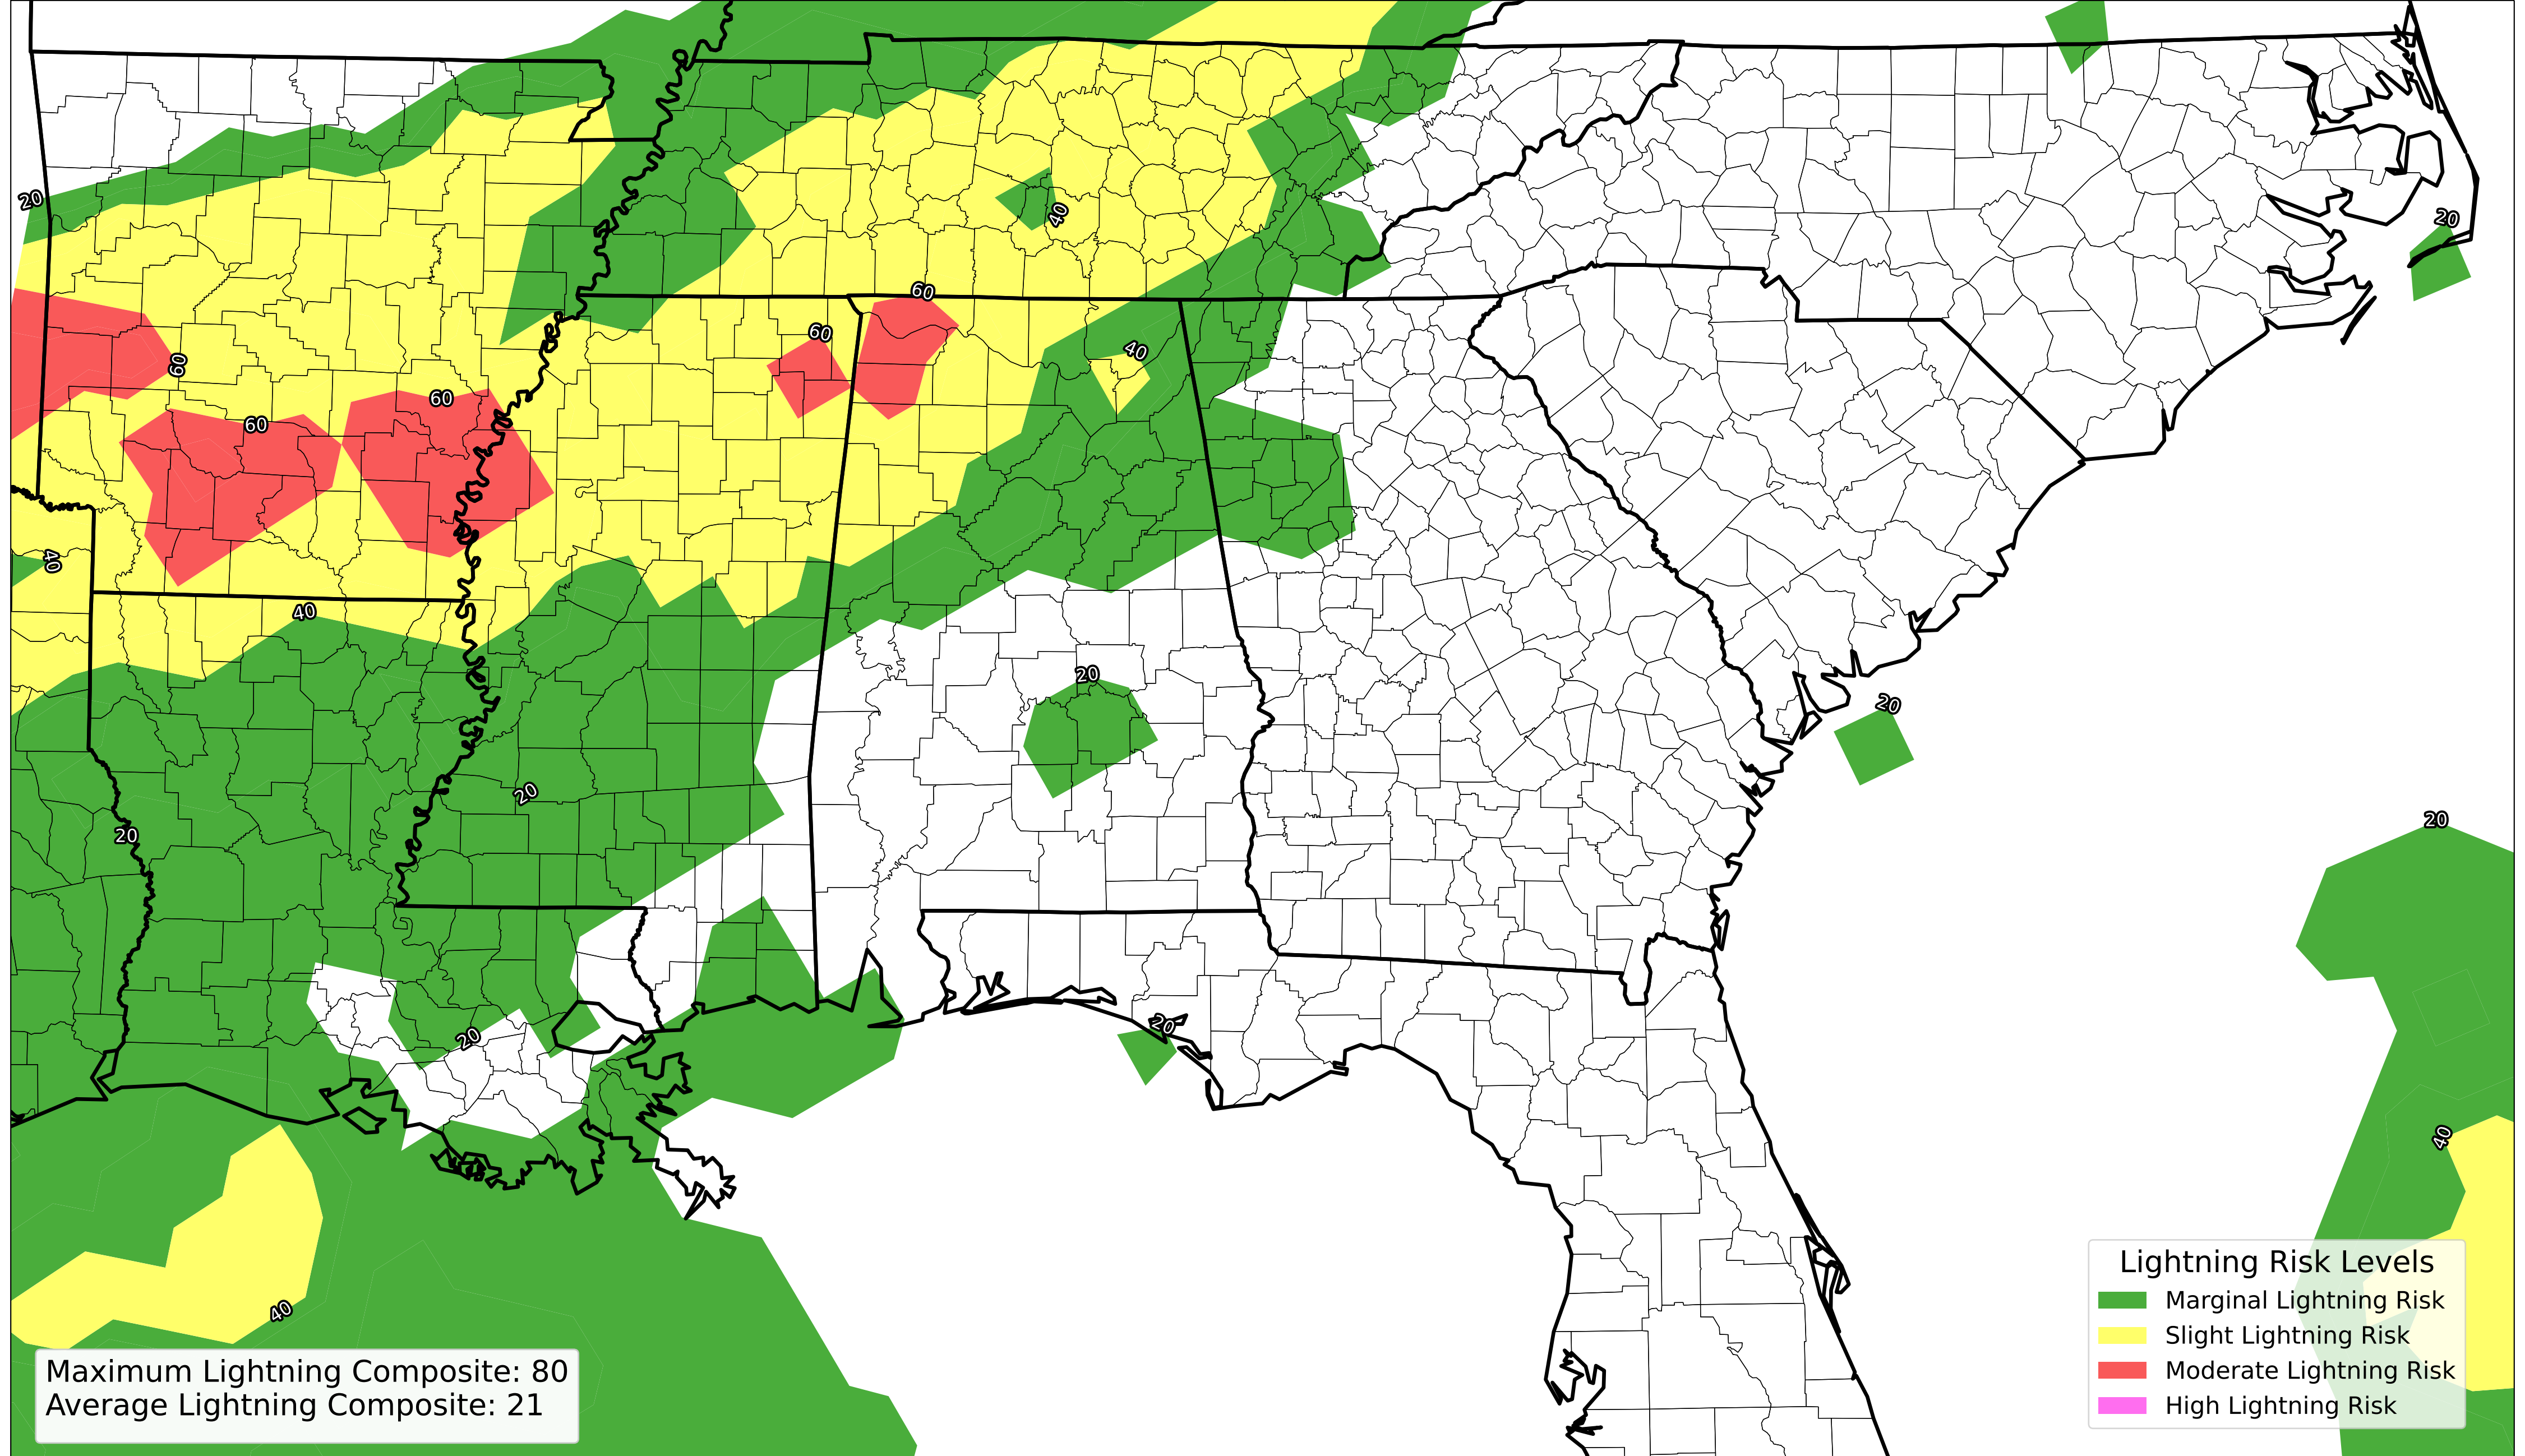 20
20
40
60
60
60
40
60
60
40
40
20
20
20
20
20
20
20
40
40
Maximum Lightning Composite: 80
Average Lightning Composite: 21
Lightning Risk Levels
Marginal Lightning Risk
Slight Lightning Risk
Moderate Lightning Risk
High Lightning Risk